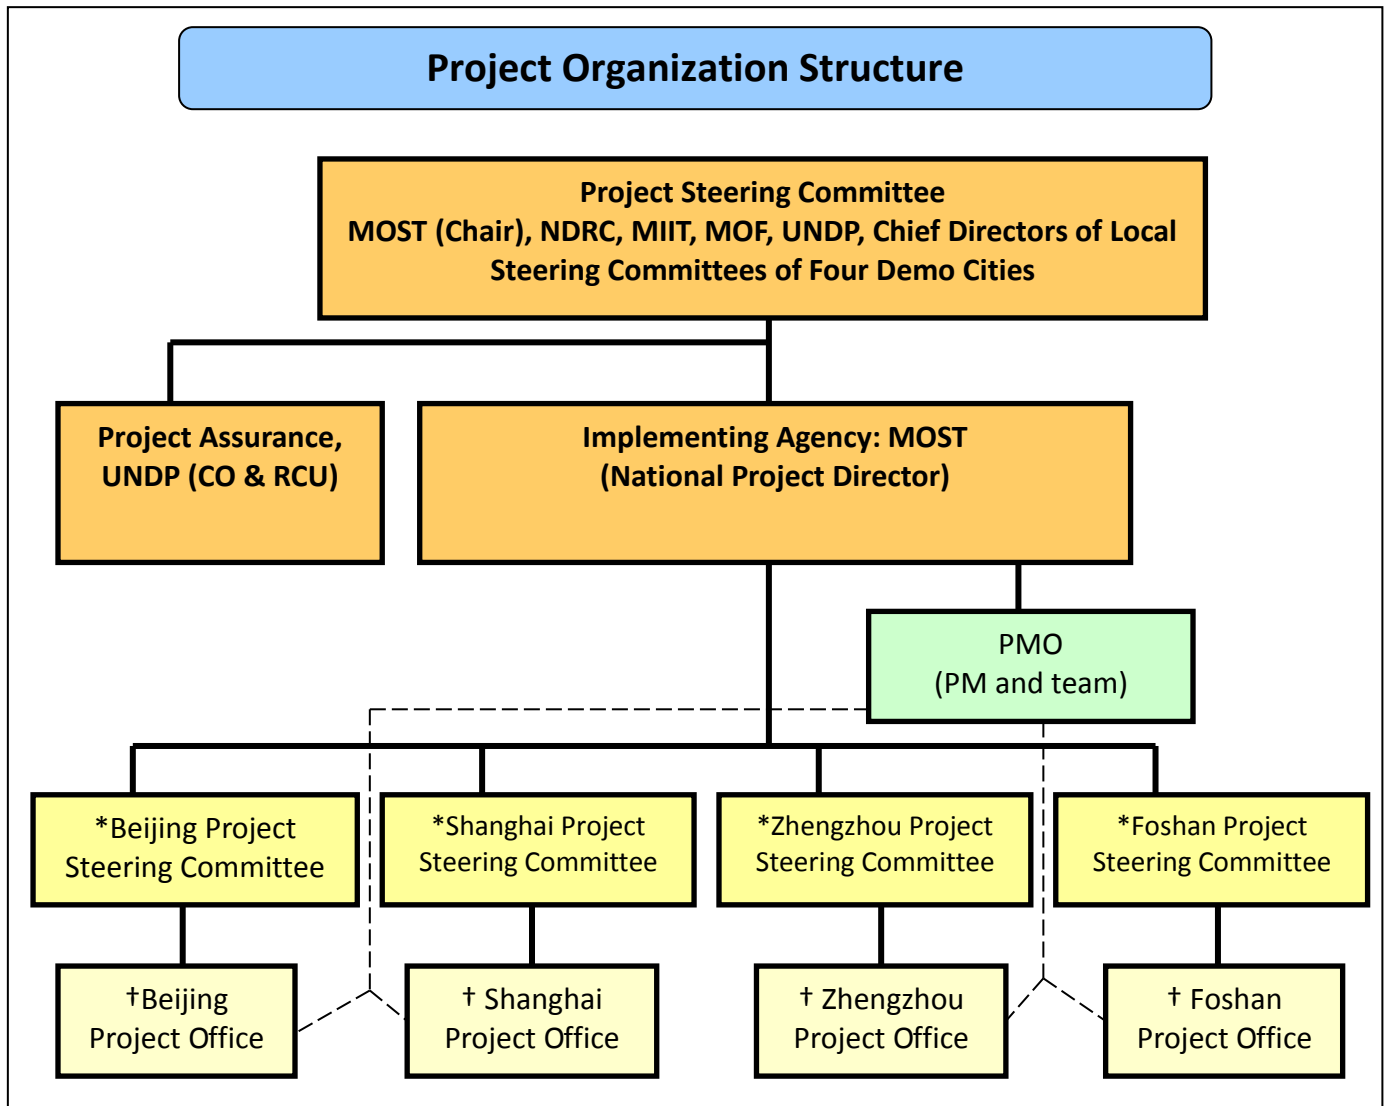 Project Organization Structure
Project Steering Committee
MOST (Chair), NDRC, MIIT, MOF, UNDP, Chief Directors of Local
Steering Committees of Four Demo Cities
Project Assurance,
UNDP (CO & RCU)
Implementing Agency: MOST
(National Project Director)
PMO
(PM and team)
*Beijing Project
Steering Committee
*Shanghai Project
Steering Committee
*Zhengzhou Project
Steering Committee
*Foshan Project
Steering Committee
†Beijing
Project Office
† Shanghai
Project Office
† Zhengzhou
Project Office
† Foshan
Project Office